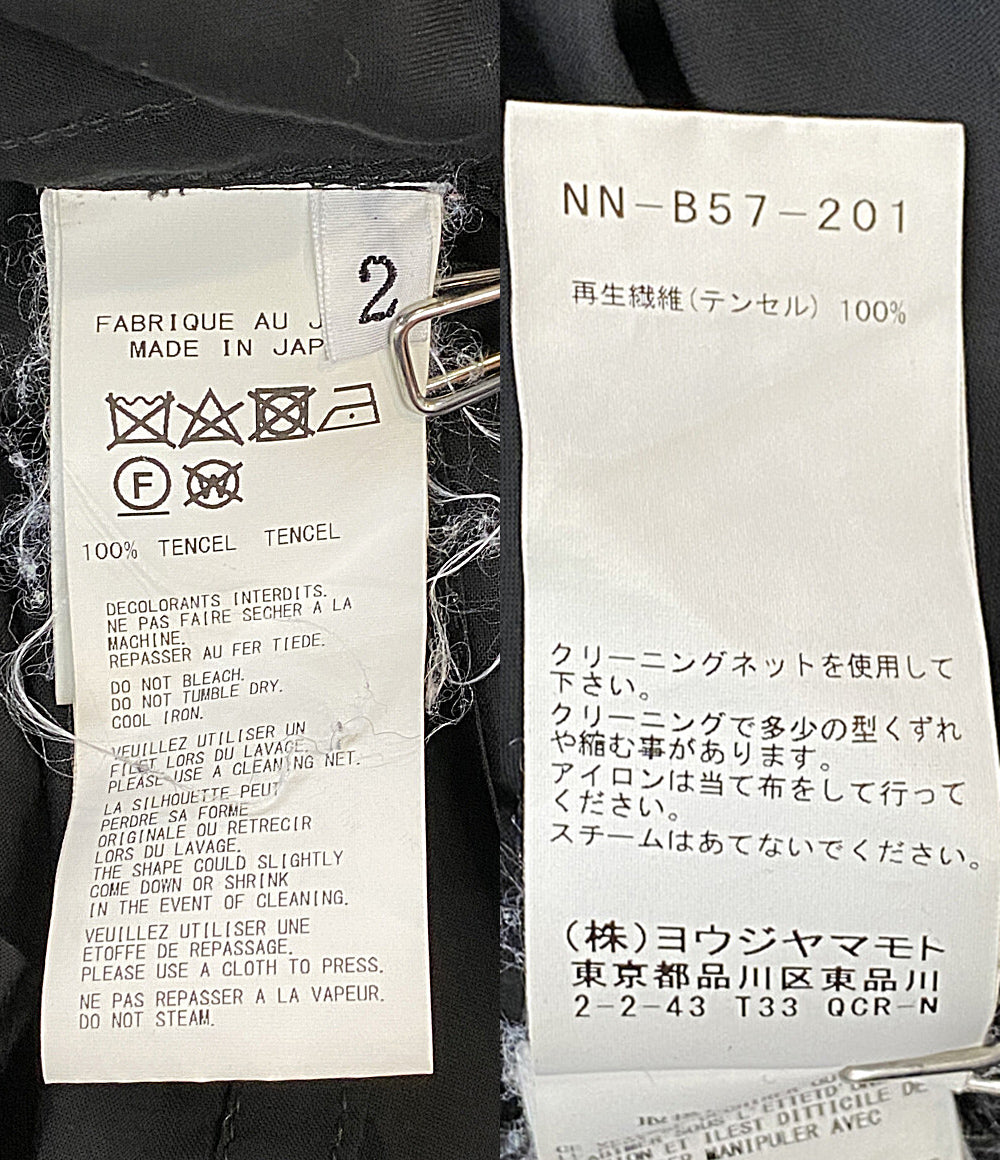 2
FABRIQUE AU J
MADE IN JAP
F
W
100% TENCEL TENCEL
DECOLORANTS INTERDITS.
NE PAS FAIRE SECHER A LA
MACHINE.
REPASSER AU FER TIEDE.
DO NOT BLEACH.
DO NOT TUMBLE DRY.
COOL IRON.
VEUILLEZ UTILISER UN
FILET LORS DU LAVAGE.
PLEASE USE A CLEANING NET.
LA SILHOUETTE PEUT
PERDRE SA FORME
ORIGINALE OU RETRECIR
LORS DU LAVAGE.
THE SHAPE COULD SLIGHTLY
COME DOWN OR SHRINK
IN THE EVENT OF CLEANING.
VEUILLEZ UTILISER UNE
ETOFFE DE REPASSAGE.
PLEASE USE A CLOTH TO PRESS.
NE PAS REPASSER A LA VAPEUR.
DO NOT STEAM.
NN-B57-201
再生繊維(テンセル) 100%
クリーニングネットを使用して
下さい。
クリーニングで多少の型くずれ
や縮む事があります。
アイロンは当て布をして行って
ください。
スチームはあてないでください。
(株)ヨウジヤマモト
東京都品川区東品川
2-2-43 T33 QCR-N
ET ILEST DITTICILE DE
MANIPULER AVEC